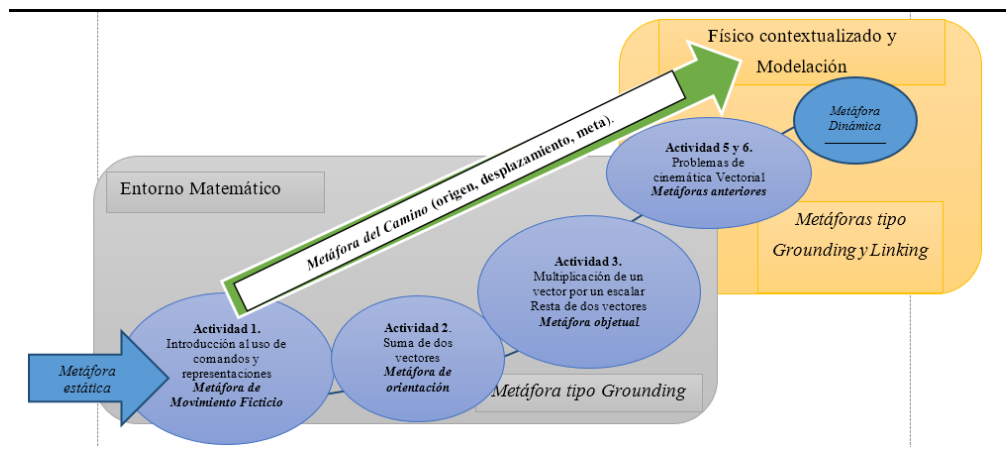 Físico contextualizado y
Modelación
Metáfora
Dinámica
Metáfora del Camino (origen, desplazamiento, meta).
Actividad 5 y 6.
Problemas de
cinemática Vectorial
Metáforas anteriores
Entorno Matemático
Metáforas tipo
Grounding y Linking
Actividad 3.
Multiplicación de un
vector por un escalar
Resta de dos vectores
Metáfora objetual
Actividad 1.
Introducción al uso de
comandos y
representaciones
Metáfora de
Movimiento Ficticio
Actividad 2.
Suma de dos
vectores
Metáfora de
orientación
Metáfora
estática
Metáfora tipo Grounding